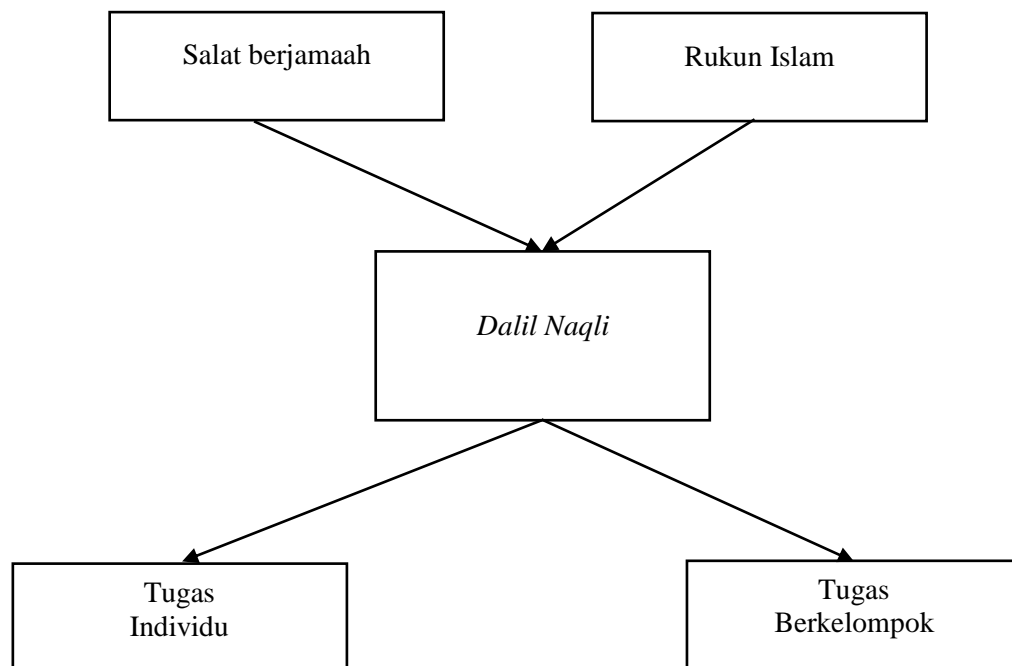 Salat berjamaah
Rukun Islam
Dalil Naqli
Tugas
Individu
Tugas
Berkelompok